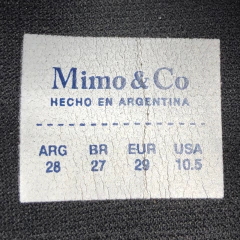 Mimo & Co
HECHO EN ARGENTINA
ARG BR EUR USA
28 27 29 10.5